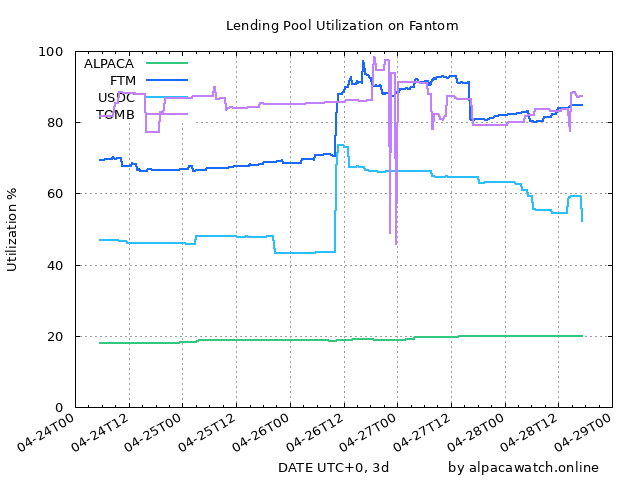 Lending Pool Utilization on Fantom
ALPACA
FTM
USDC
TOMB
Utilization %
100
80
60
40
20
0
04-24T00
04-24T12
04-25T00
04-25T12
04-26T00
04-26T12
04-27T00
04-27T12
04-28T00
04-28T12
04-29T00
DATE UTC+0, 3d
by alpacawatch.online